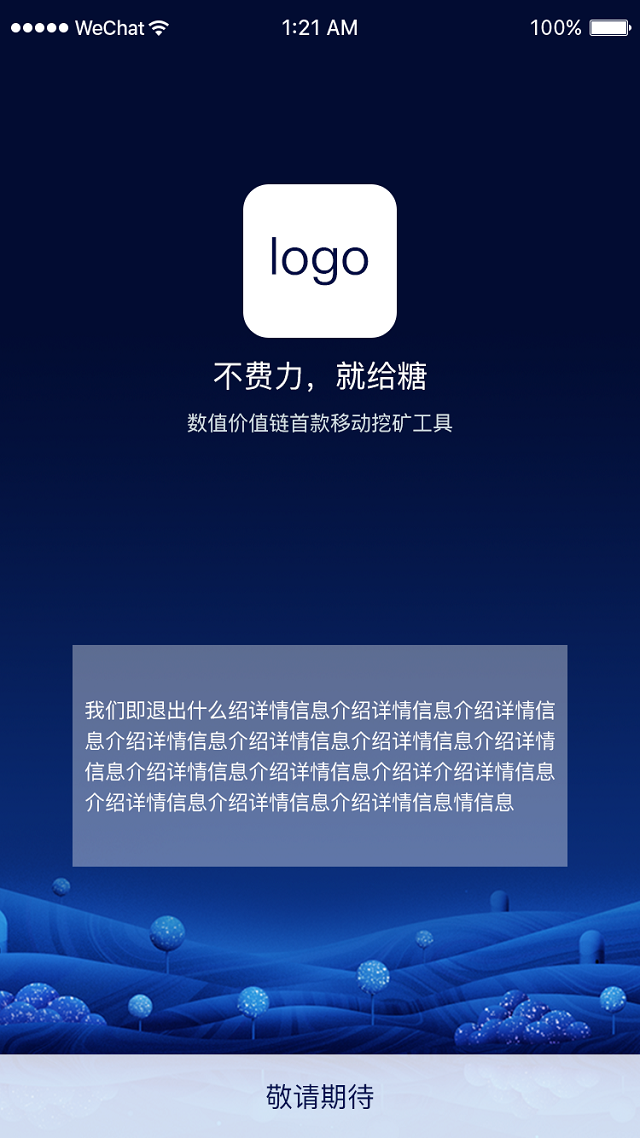 WeChat 1:21 AM 100%
logo
不费力，就给糖
数值价值链首款移动挖矿工具
我们即退出什么绍详情信息介绍详情信息介绍详情信
息介绍详情信息介绍详情信息介绍详情信息介绍详情
信息介绍详情信息介绍详情信息介绍详介绍详情信息
介绍详情信息介绍详情信息介绍详情信息情信息
敬请期待